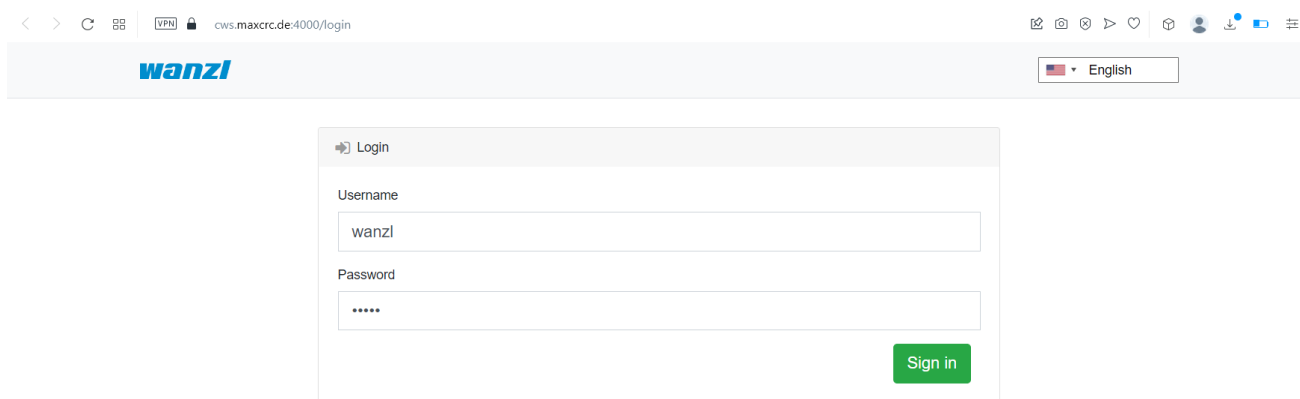 VPN cws.maxcrc.de:4000/login
wanzl English
Login
Username
wanzl
Password
•••••
Sign in